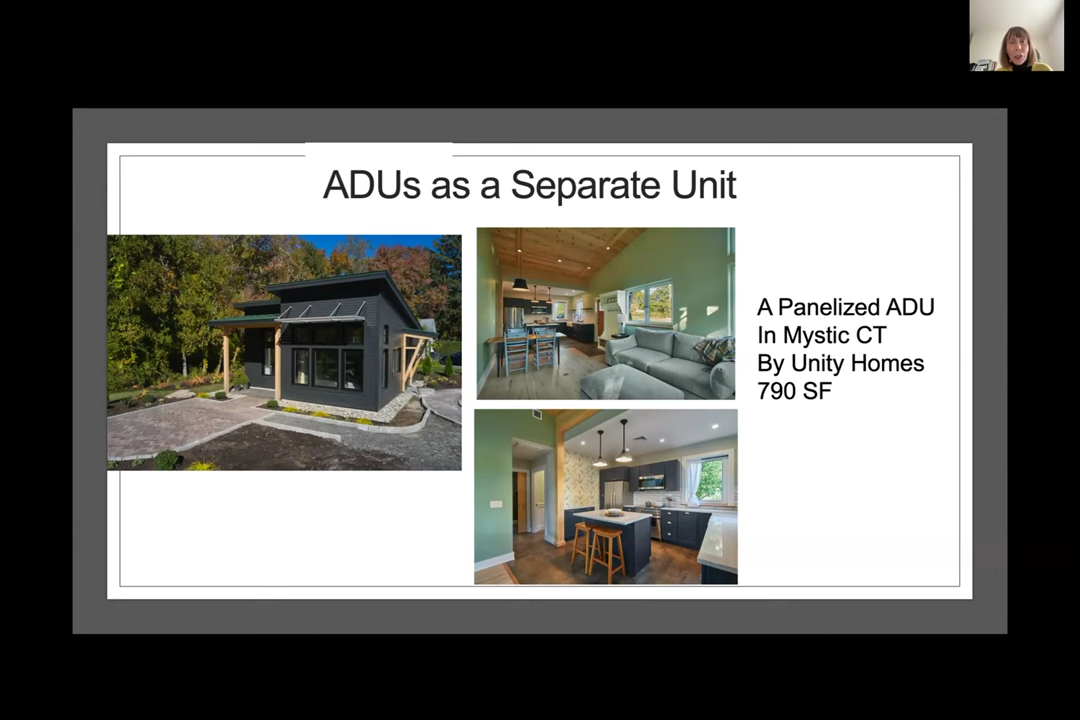 ADUs as a Separate Unit
A Panelized ADU
In Mystic CT
By Unity Homes
790 SF